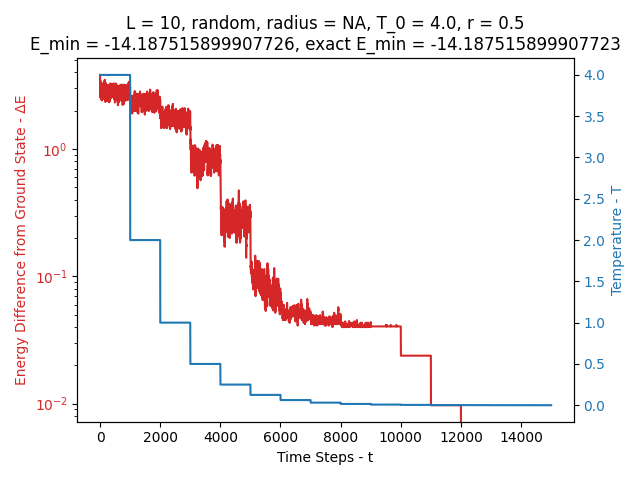 L = 10, random, radius = NA, T_0 = 4.0, r = 0.5
E_min = -14.187515899907726, exact E_min = -14.187515899907723
Energy Difference from Ground State - ΔE
10⁰
10⁻¹
10⁻²
4.0
3.5
3.0
2.5
2.0
1.5
1.0
0.5
0.0
Temperature - T
0 2000 4000 6000 8000 10000 12000 14000
Time Steps - t